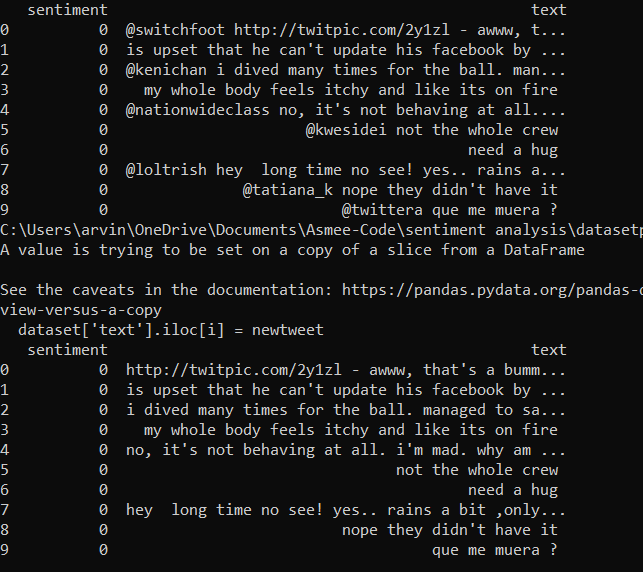 sentiment text
0 0 @switchfoot http://twitpic.com/2y1zl - awww, t...
1 0 is upset that he can't update his facebook by ...
2 0 @kenichan i dived many times for the ball. man...
3 0 my whole body feels itchy and like its on fire
4 0 @nationwideclass no, it's not behaving at all....
5 0 @kwesidei not the whole crew
6 0 need a hug
7 0 @loltrish hey  long time no see! yes.. rains a...
8 0 @tatiana_k nope they didn't have it
9 0 @twittera que me muera ?
C:\Users\arvin\OneDrive\Documents\Asmee-Code\sentiment analysis\datasetp
A value is trying to be set on a copy of a slice from a DataFrame
See the caveats in the documentation: https://pandas.pydata.org/pandas-d
view-versus-a-copy
dataset['text'].iloc[i] = newtweet
sentiment text
0 0 http://twitpic.com/2y1zl - awww, that's a bumm...
1 0 is upset that he can't update his facebook by ...
2 0 i dived many times for the ball. managed to sa...
3 0 my whole body feels itchy and like its on fire
4 0 no, it's not behaving at all. i'm mad. why am ...
5 0 not the whole crew
6 0 need a hug
7 0 hey  long time no see! yes.. rains a bit ,only...
8 0 nope they didn't have it
9 0 que me muera ?